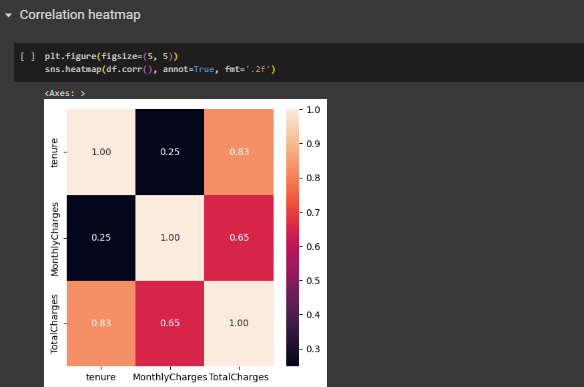 Correlation heatmap
[ ] plt.figure(figsize=(5, 5))
sns.heatmap(df.corr(), annot=True, fmt='.2f')
<Axes: >
tenure
1.00 0.25 0.83
MonthlyCharges
0.25 1.00 0.65
TotalCharges
0.83 0.65 1.00
tenure MonthlyCharges TotalCharges
1.0
0.9
0.8
0.7
0.6
0.5
0.4
0.3